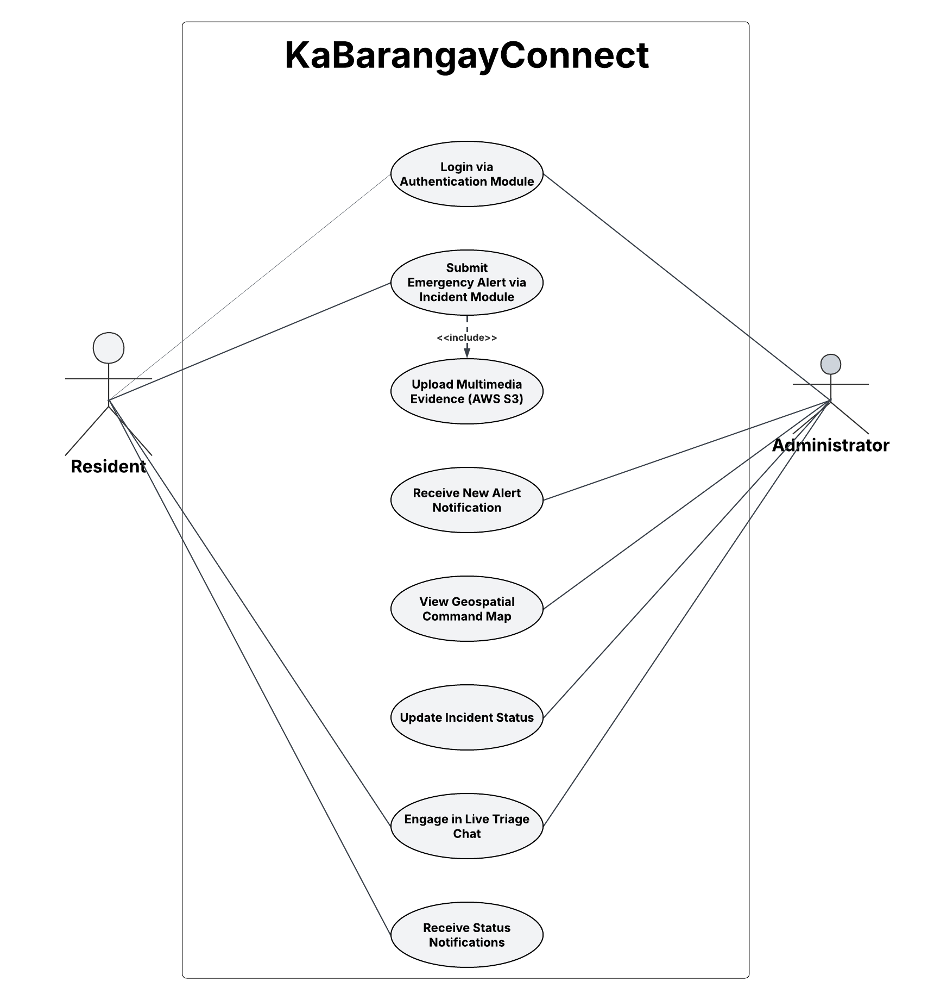 KaBarangayConnect
Login via
Authentication Module
Submit
Emergency Alert via
Incident Module
<<include>>
Upload Multimedia
Evidence (AWS S3)
Resident
Administrator
Receive New Alert
Notification
View Geospatial
Command Map
Update Incident Status
Engage in Live Triage
Chat
Receive Status
Notifications